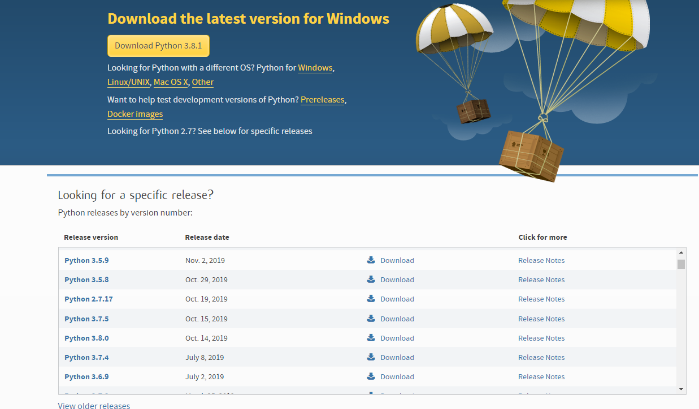 Download the latest version for Windows
Download Python 3.8.1
Looking for Python with a different OS? Python for Windows,
Linux/UNIX, Mac OS X, Other
Want to help test development versions of Python? Prereleases,
Docker images
Looking for Python 2.7? See below for specific releases
Looking for a specific release?
Python releases by version number:
Release version Release date Click for more
Python 3.5.9 Nov. 2, 2019 Download Release Notes
Python 3.5.8 Oct. 29, 2019 Download Release Notes
Python 2.7.17 Oct. 19, 2019 Download Release Notes
Python 3.7.5 Oct. 15, 2019 Download Release Notes
Python 3.8.0 Oct. 14, 2019 Download Release Notes
Python 3.7.4 July 8, 2019 Download Release Notes
Python 3.6.9 July 2, 2019 Download Release Notes
View older releases